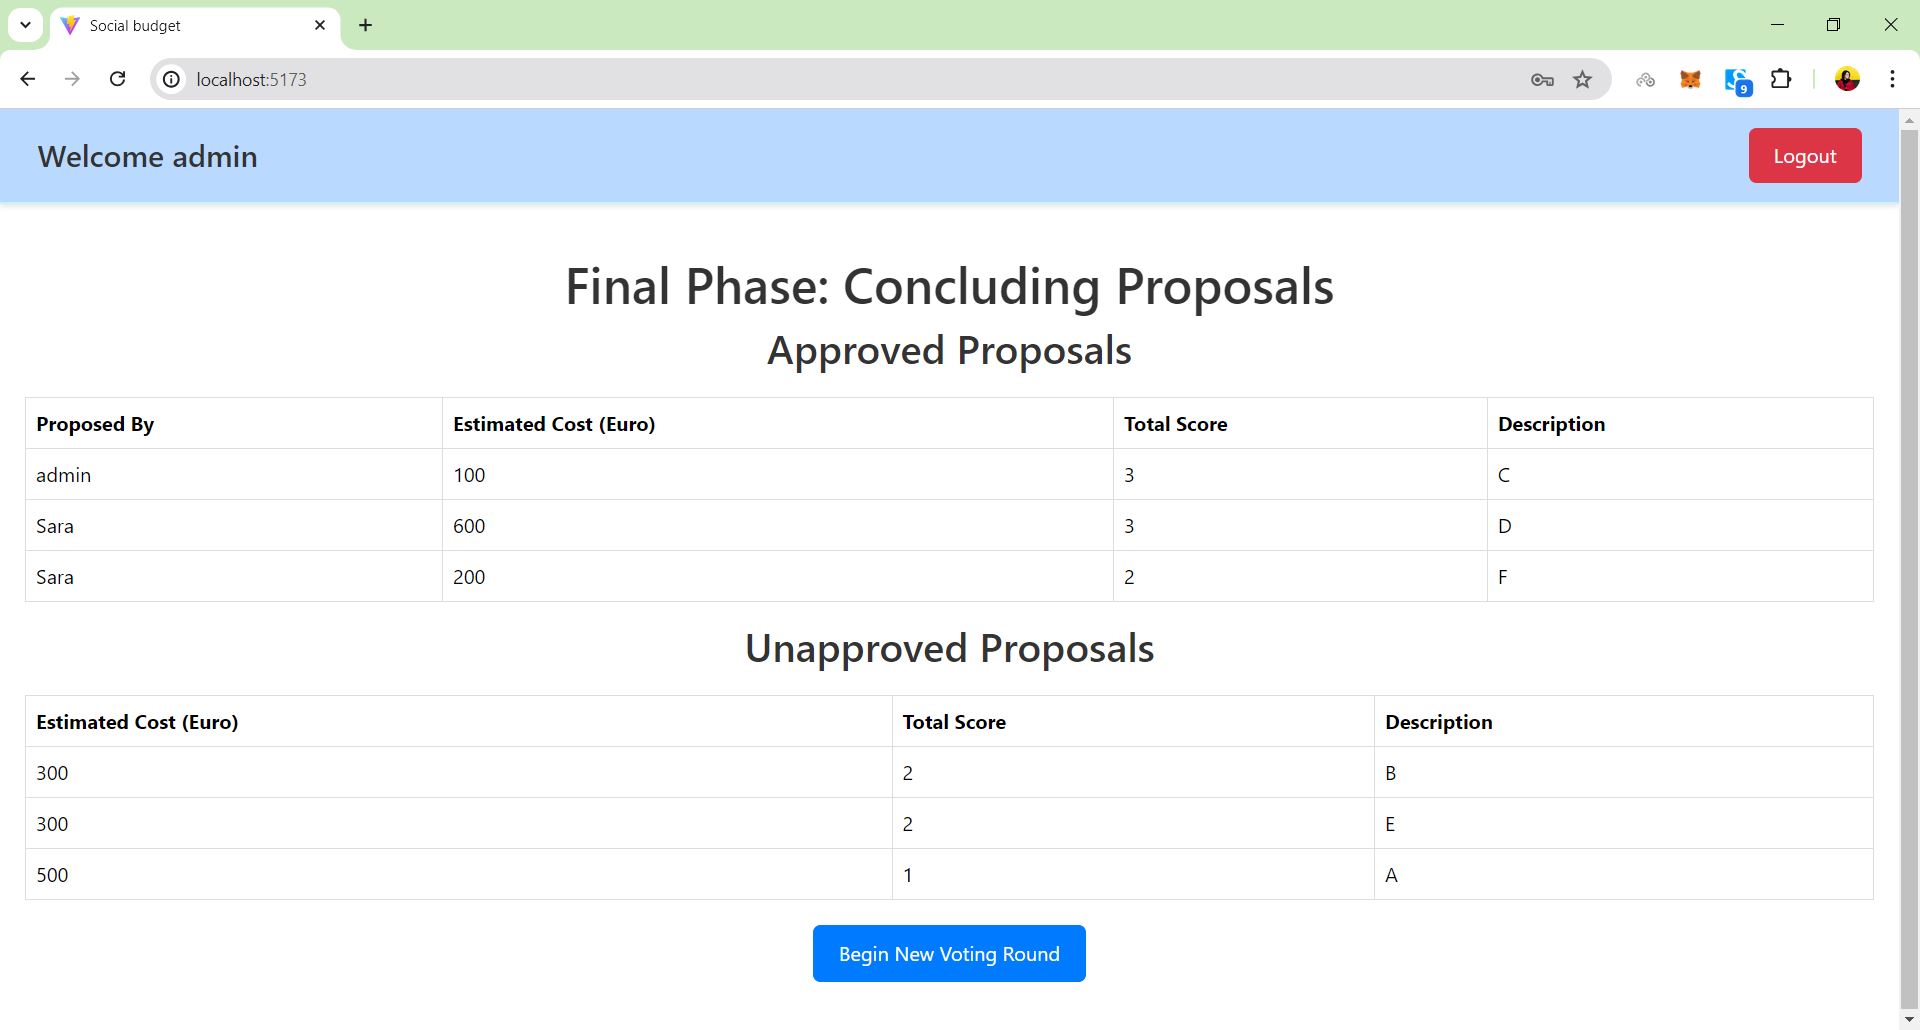 Social budget
localhost:5173
9
Welcome admin
Logout
Final Phase: Concluding Proposals
Approved Proposals
Proposed By Estimated Cost (Euro) Total Score Description
admin 100 3 C
Sara 600 3 D
Sara 200 2 F
Unapproved Proposals
Estimated Cost (Euro) Total Score Description
300 2 B
300 2 E
500 1 A
Begin New Voting Round